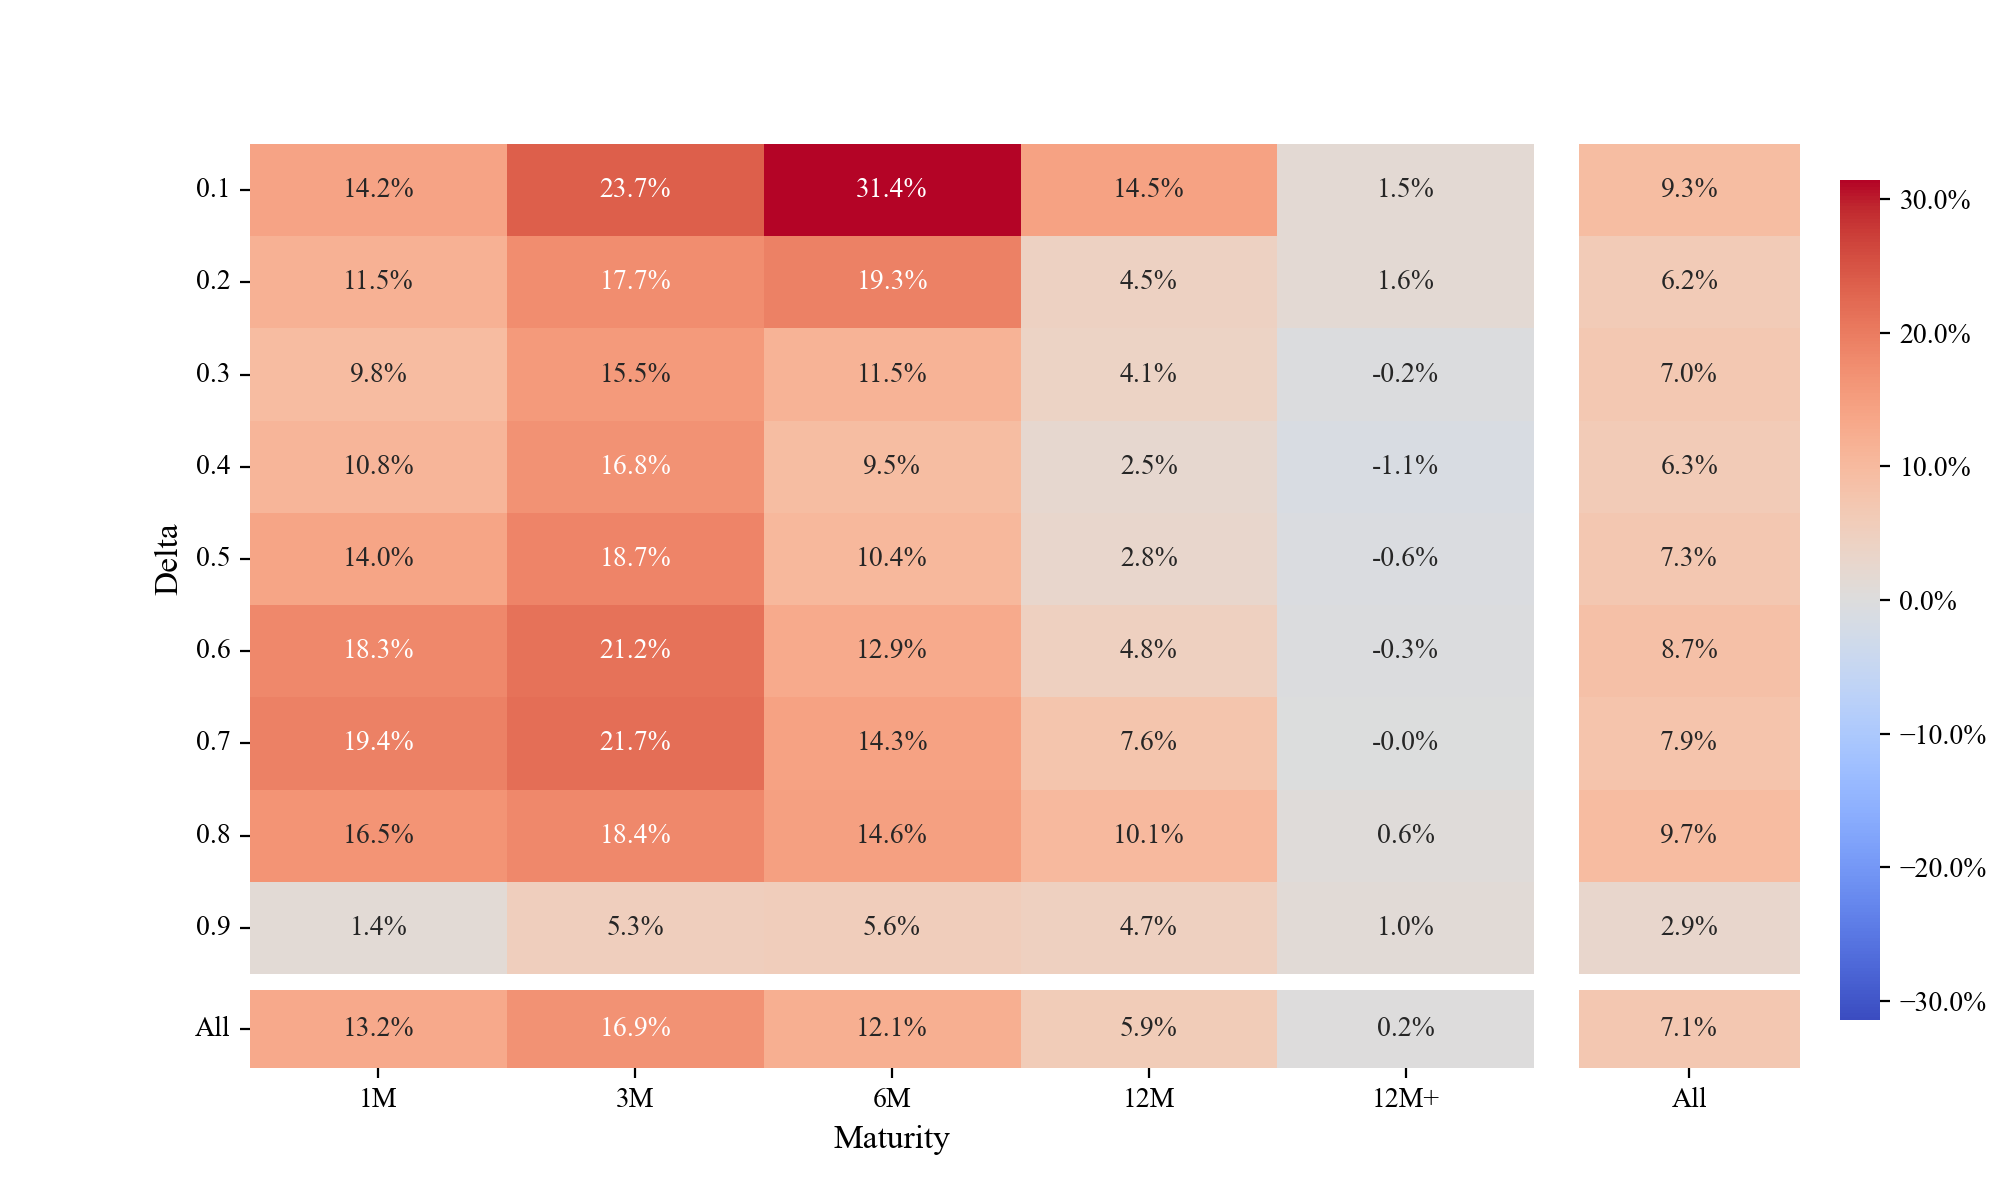 0.1 14.2% 23.7% 31.4% 14.5% 1.5% 9.3%
30.0%
0.2 11.5% 17.7% 19.3% 4.5% 1.6% 6.2%
20.0%
0.3 9.8% 15.5% 11.5% 4.1% -0.2% 7.0%
0.4 10.8% 16.8% 9.5% 2.5% -1.1% 6.3%
10.0%
Delta
0.5 14.0% 18.7% 10.4% 2.8% -0.6% 7.3%
0.0%
0.6 18.3% 21.2% 12.9% 4.8% -0.3% 8.7%
0.7 19.4% 21.7% 14.3% 7.6% -0.0% 7.9%
−10.0%
0.8 16.5% 18.4% 14.6% 10.1% 0.6% 9.7%
−20.0%
0.9 1.4% 5.3% 5.6% 4.7% 1.0% 2.9%
−30.0%
All 13.2% 16.9% 12.1% 5.9% 0.2% 7.1%
1M 3M 6M 12M 12M+ All
Maturity